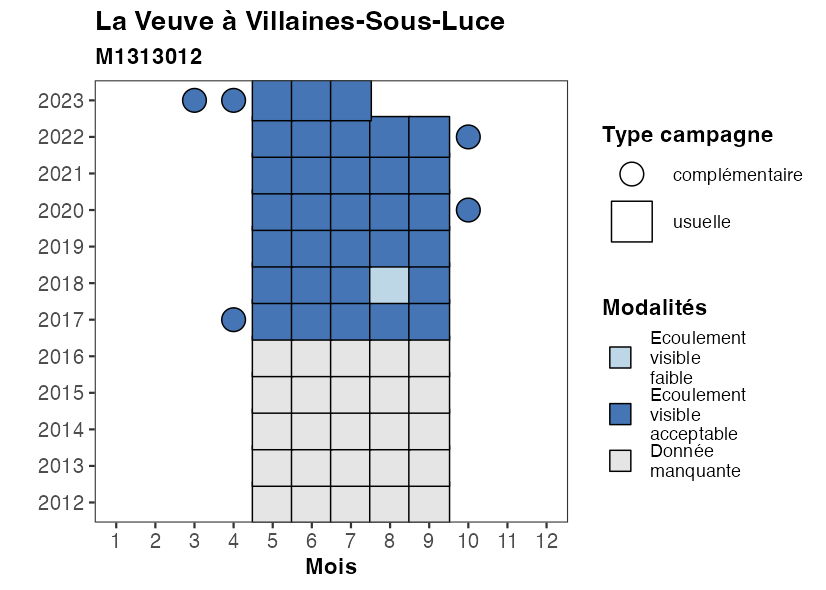 La Veuve à Villaines-Sous-Luce
M1313012
2023
2022
2021
2020
2019
2018
2017
2016
2015
2014
2013
2012
1 2 3 4 5 6 7 8 9 10 11 12
Mois
Type campagne
complémentaire
usuelle
Modalités
Ecoulement
visible
faible
Ecoulement
visible
acceptable
Donnée
manquante